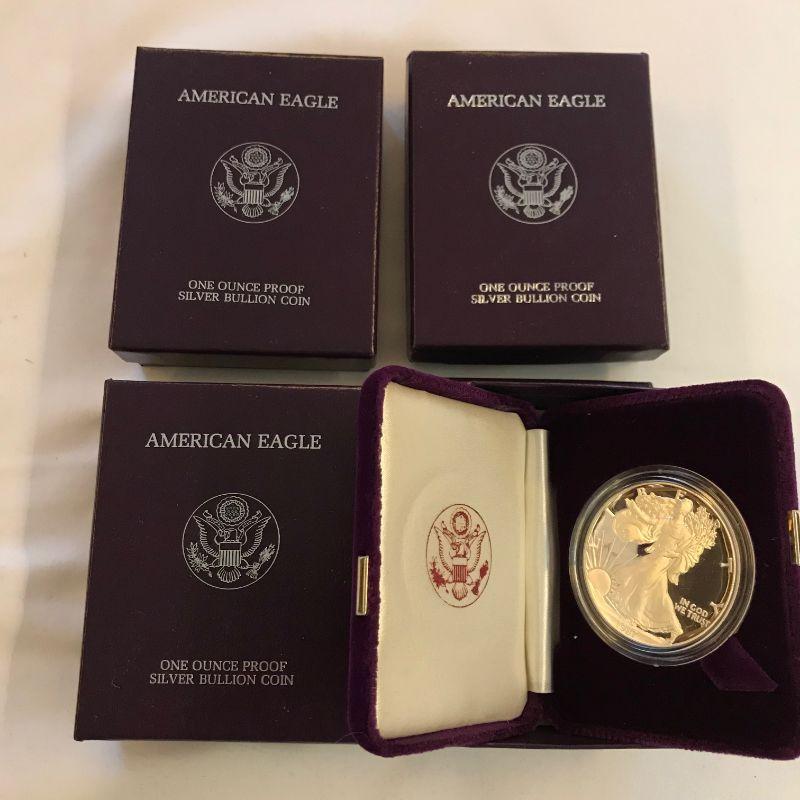 AMERICAN EAGLE
ONE OUNCE PROOF
SILVER BULLION COIN
AMERICAN EAGLE
ONE OUNCE PROOF
SILVER BULLION COIN
AMERICAN EAGLE
ONE OUNCE PROOF
SILVER BULLION COIN
IN GOD
WE TRUST